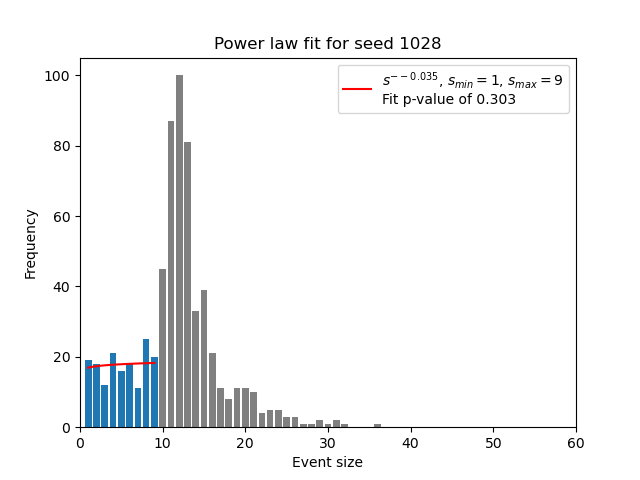 Power law fit for seed 1028
s^{--0.035}, s_{min} = 1, s_{max} = 9
Fit p-value of 0.303
Frequency
100
80
60
40
20
0
0 10 20 30 40 50 60
Event size